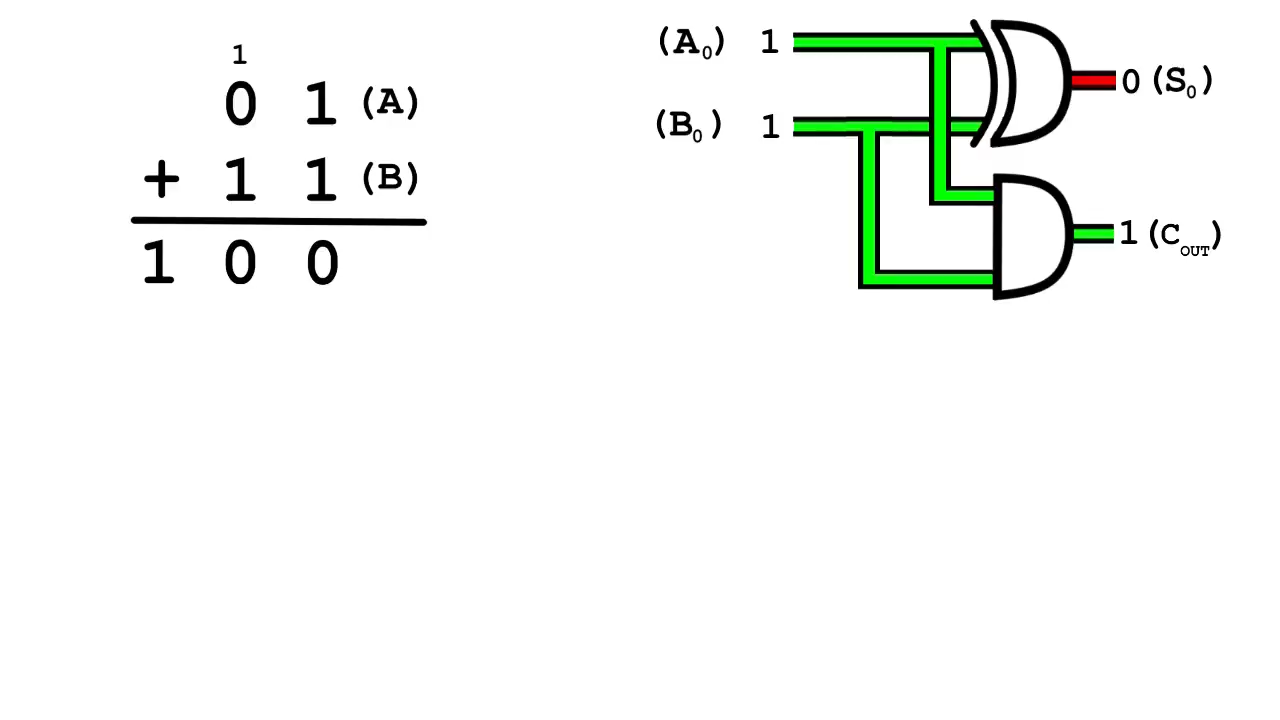 1
0 1 (A)
+ 1 1 (B)
1 0 0
(A0) 1
(B0) 1
0 (S0)
1 (COUT)